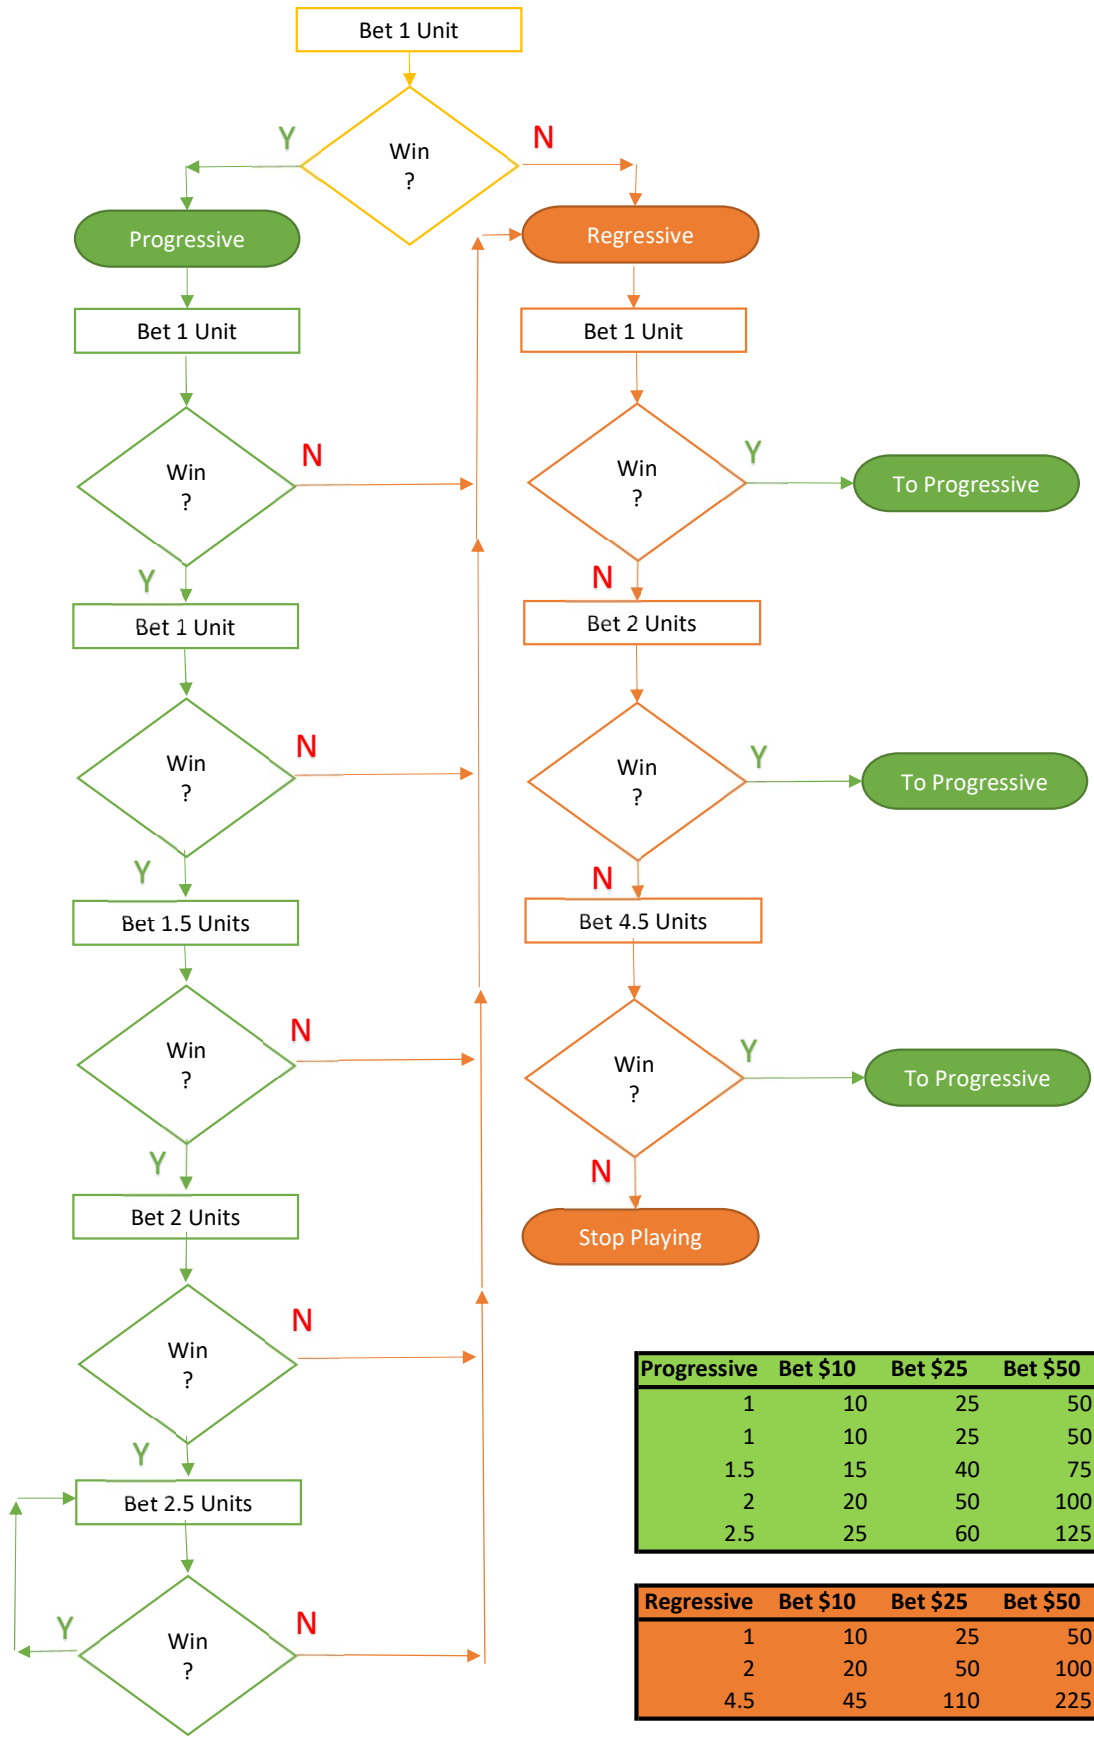 Bet 1 Unit
Win
?
Y
N
Progressive
Regressive
Bet 1 Unit
Bet 1 Unit
Win
?
N
Win
?
Y
To Progressive
Y
N
Bet 1 Unit
Bet 2 Units
Win
?
N
Win
?
Y
To Progressive
Y
N
Bet 1.5 Units
Bet 4.5 Units
Win
?
N
Win
?
Y
To Progressive
Y
N
Bet 2 Units
Stop Playing
Win
?
N
Y
Bet 2.5 Units
Win
?
Y
N
Progressive Bet $10 Bet $25 Bet $50
1 10 25 50
1 10 25 50
1.5 15 40 75
2 20 50 100
2.5 25 60 125
Regressive Bet $10 Bet $25 Bet $50
1 10 25 50
2 20 50 100
4.5 45 110 225